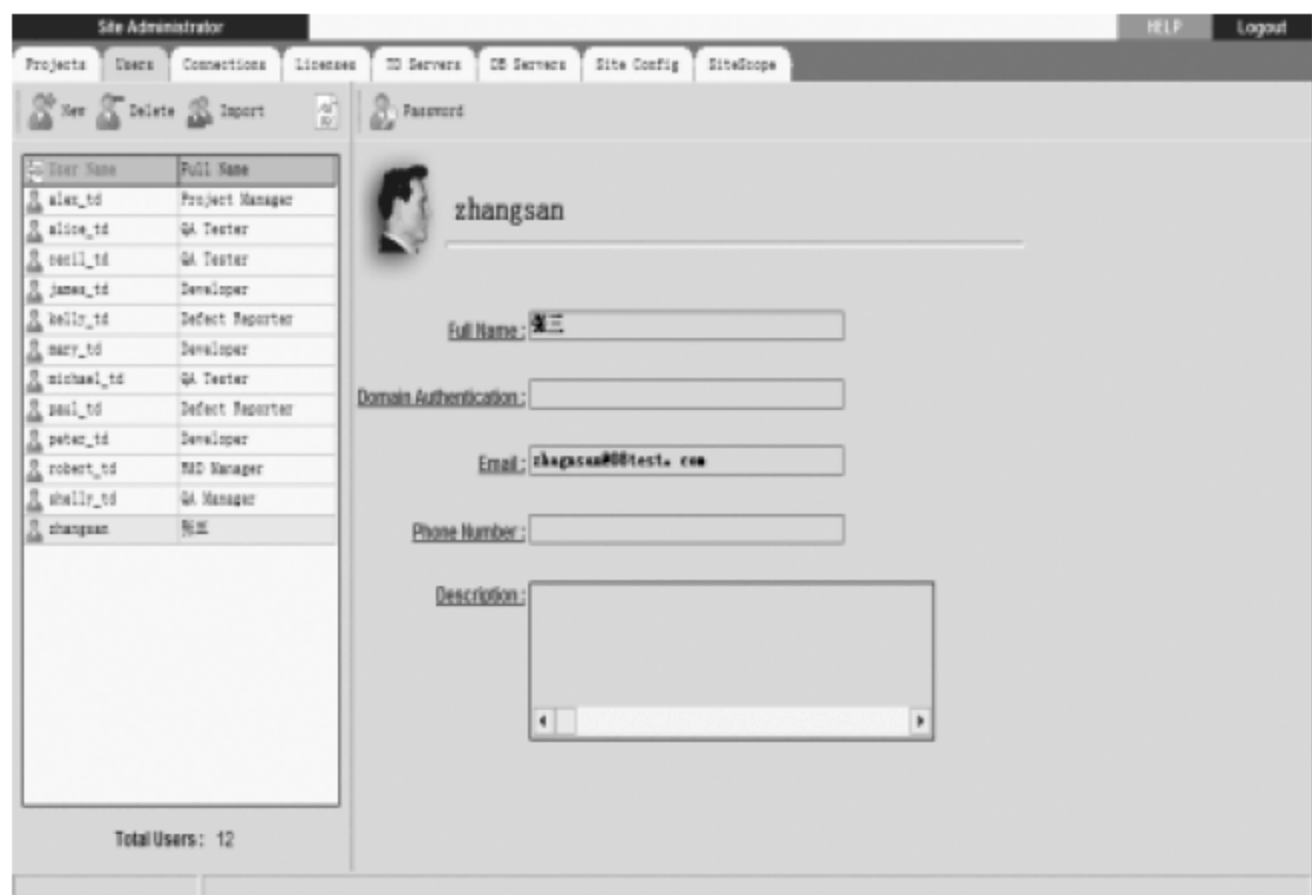 Site Administrator HELP Logout
Projects Users Connections Licenses TD Servers DB Servers Site Config SiteScope
New Delete Import Password
User Name Full Name
alex_td Project Manager
alice_td QA Tester
cecil_td QA Tester
james_td Developer
kelly_td Defect Reporter
mary_td Developer
michael_td QA Tester
paul_td Defect Reporter
peter_td Developer
robert_td R&D Manager
shelly_td QA Manager
zhangsan 张三
zhangsan
Full Name: 张三
Domain Authentication:
Email:
Phone Number:
Description:
Total Users: 12